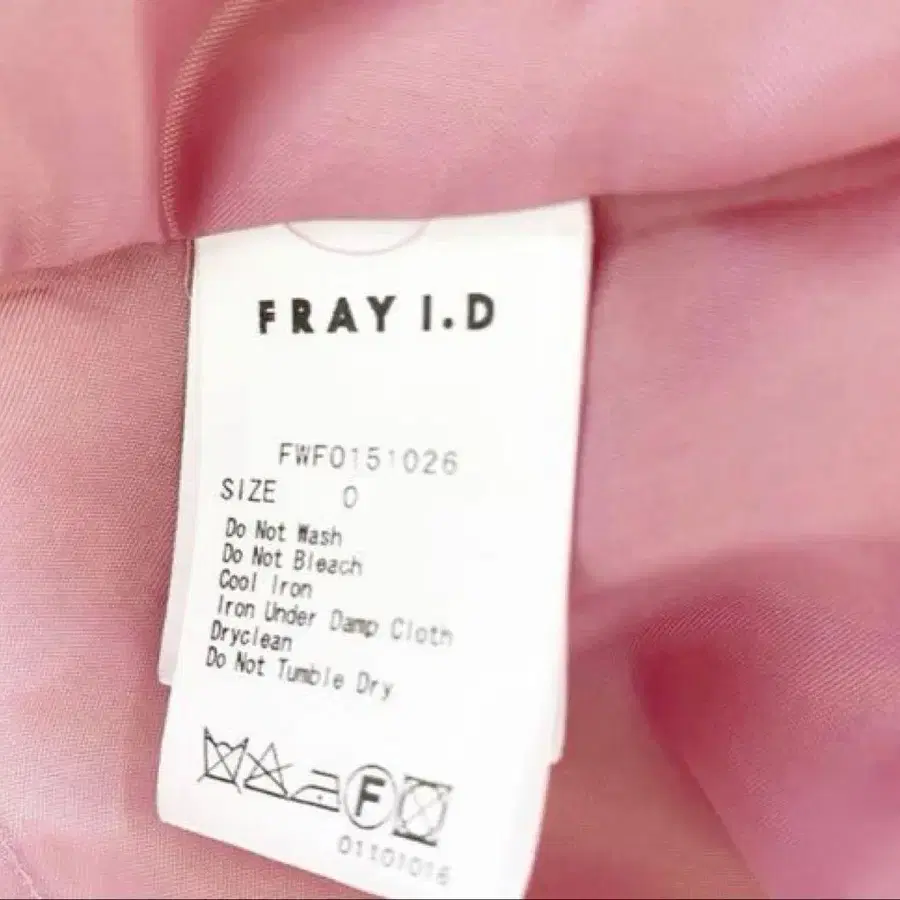 FRAY I.D
FWF0151026
SIZE 0
Do Not Wash
Do Not Bleach
Cool Iron
Iron Under Damp Cloth
Dryclean
Do Not Tumble Dry
F
01101016